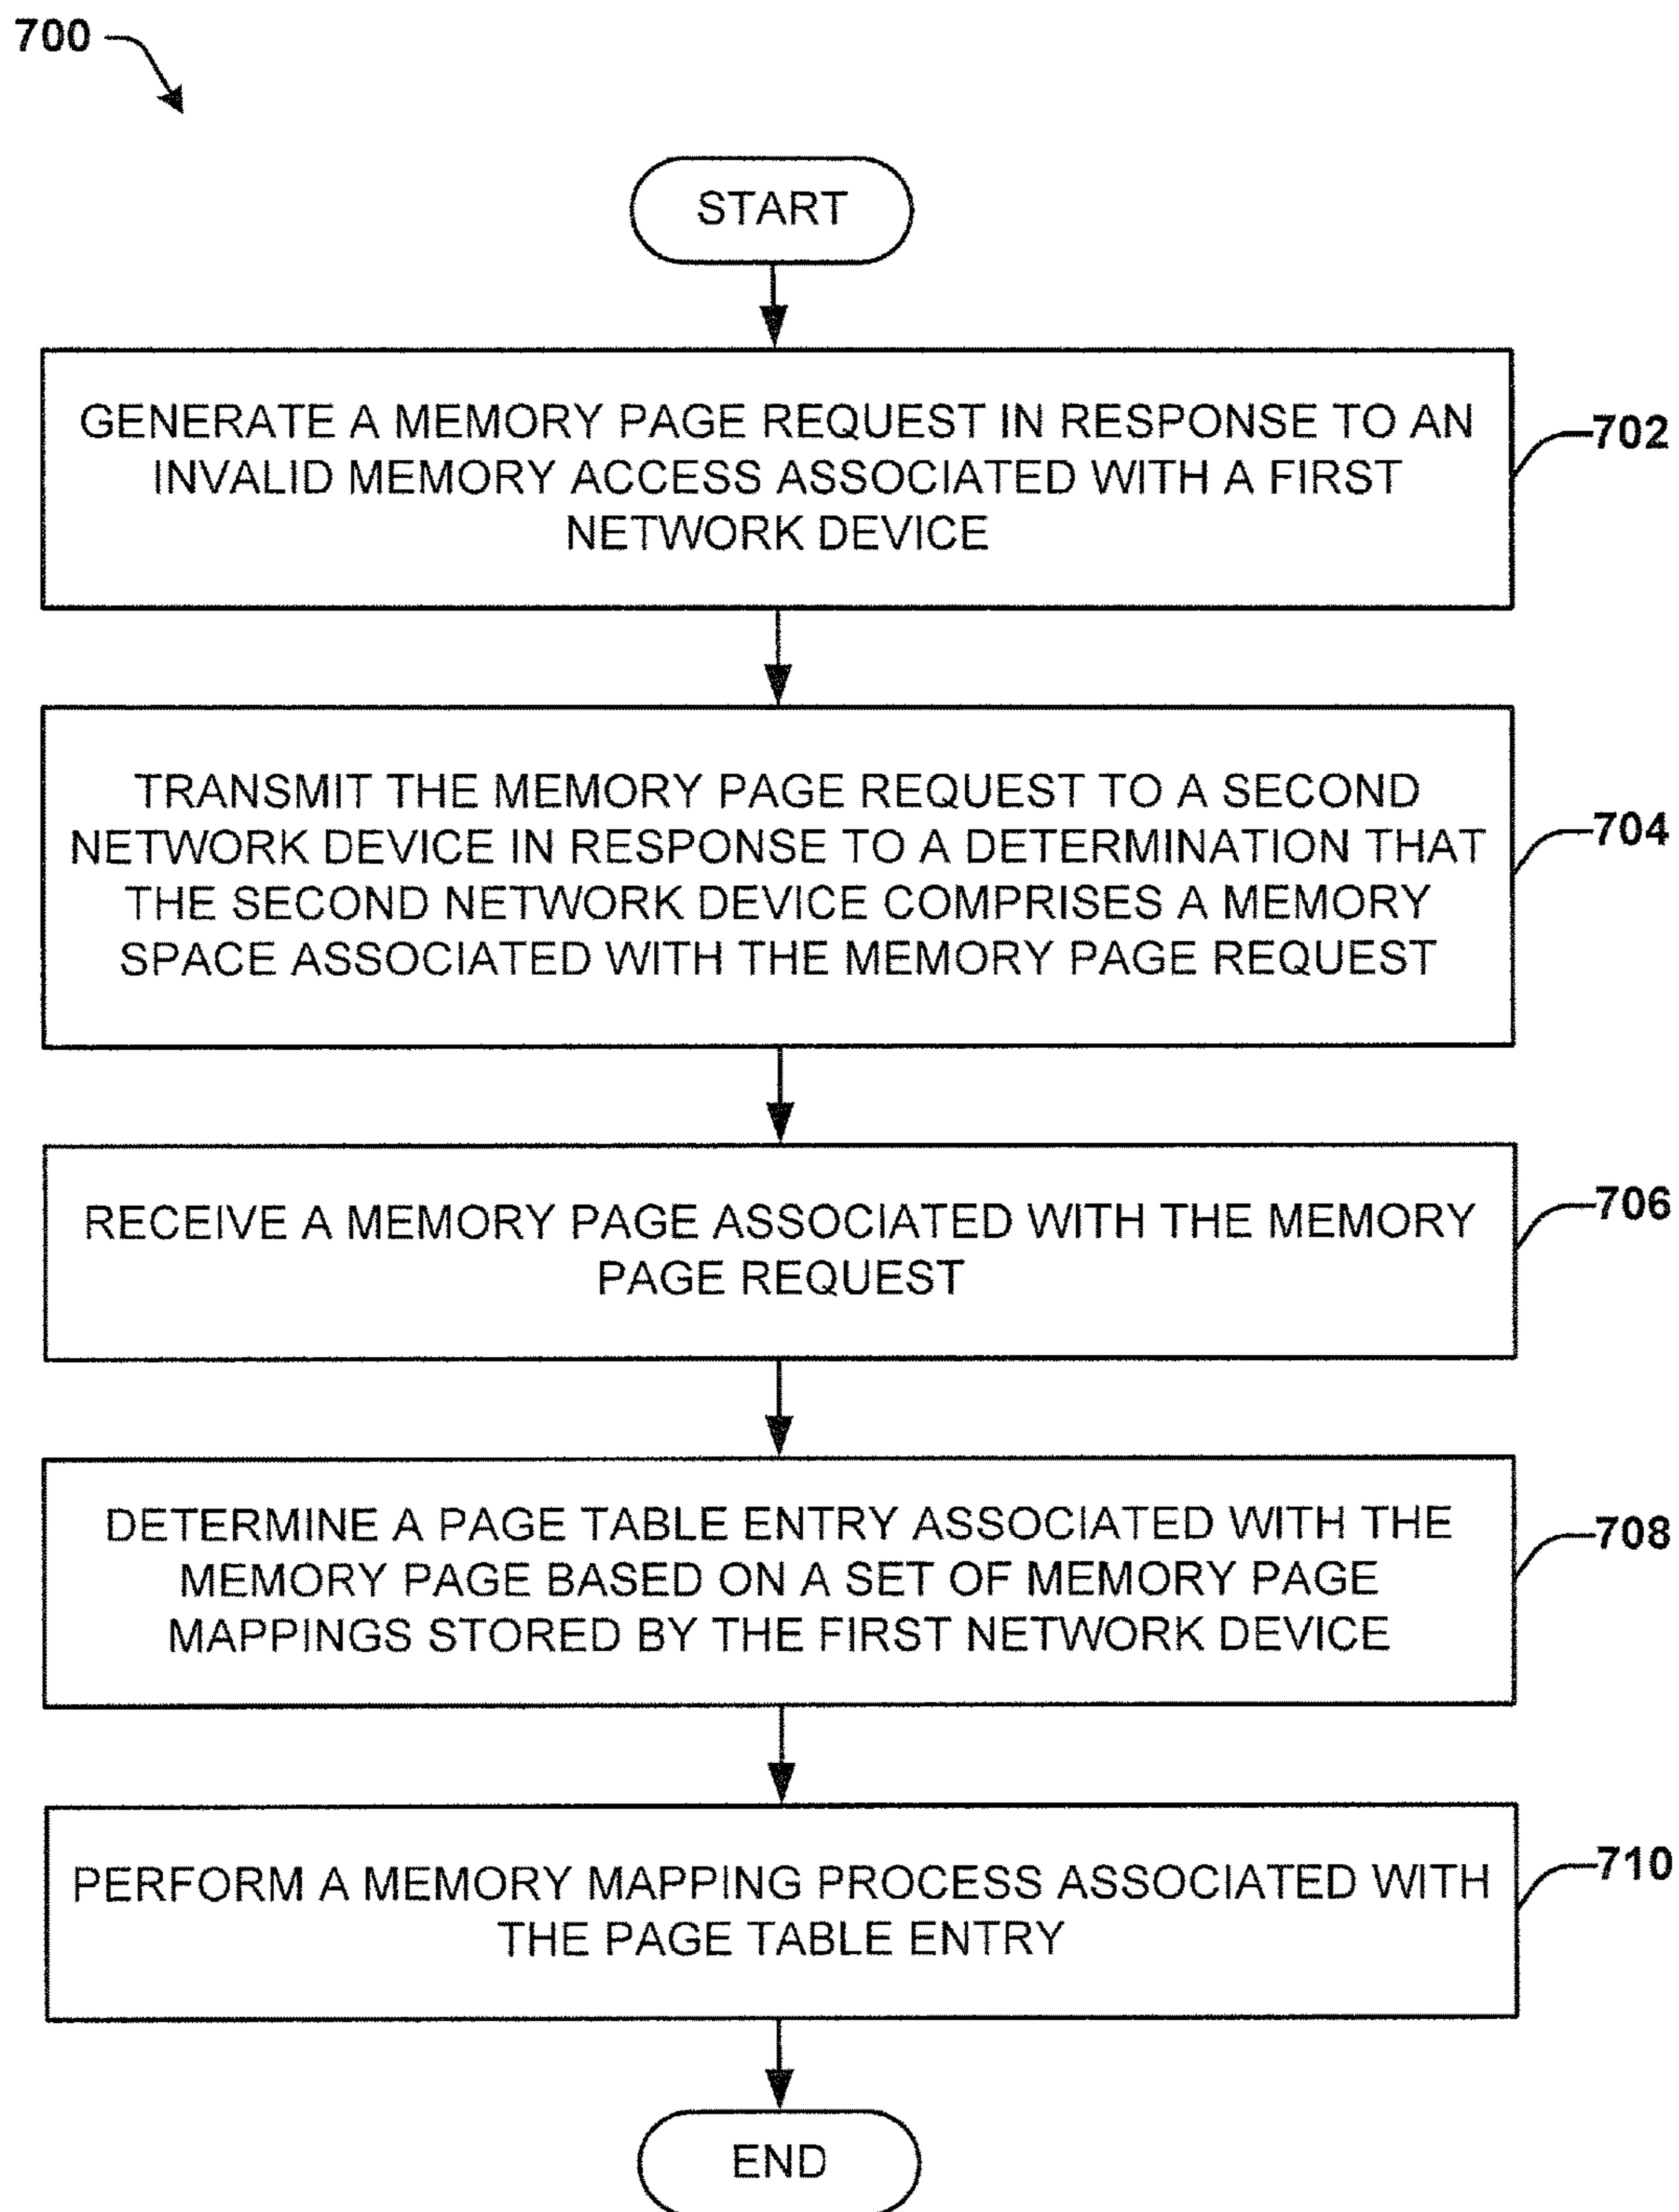 700
START
GENERATE A MEMORY PAGE REQUEST IN RESPONSE TO AN
INVALID MEMORY ACCESS ASSOCIATED WITH A FIRST
NETWORK DEVICE
702
TRANSMIT THE MEMORY PAGE REQUEST TO A SECOND
NETWORK DEVICE IN RESPONSE TO A DETERMINATION THAT
THE SECOND NETWORK DEVICE COMPRISES A MEMORY
SPACE ASSOCIATED WITH THE MEMORY PAGE REQUEST
704
RECEIVE A MEMORY PAGE ASSOCIATED WITH THE MEMORY
PAGE REQUEST
706
DETERMINE A PAGE TABLE ENTRY ASSOCIATED WITH THE
MEMORY PAGE BASED ON A SET OF MEMORY PAGE
MAPPINGS STORED BY THE FIRST NETWORK DEVICE
708
PERFORM A MEMORY MAPPING PROCESS ASSOCIATED WITH
THE PAGE TABLE ENTRY
710
END